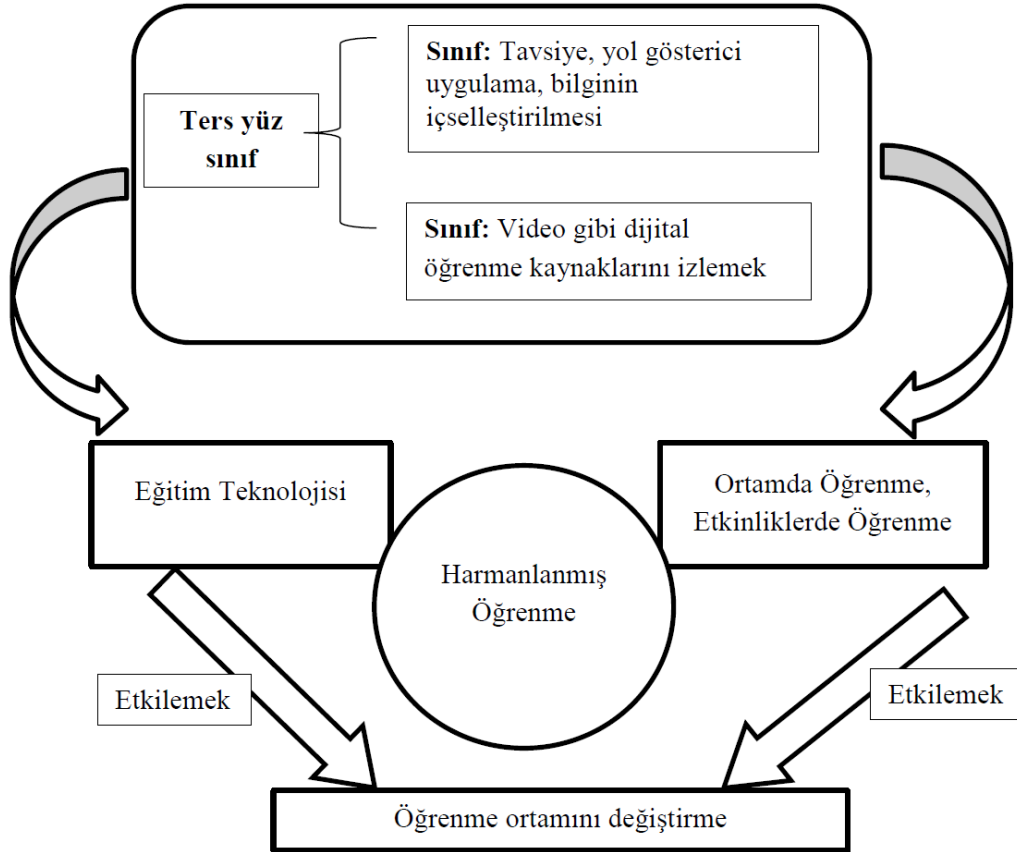 Sınıf: Tavsiye, yol gösterici
uygulama, bilginin
içselleştirilmesi
Ters yüz
sınıf
Sınıf: Video gibi dijital
öğrenme kaynaklarını izlemek
Eğitim Teknolojisi
Ortamda Öğrenme,
Etkinliklerde Öğrenme
Harmanlanmış
Öğrenme
Etkilemek
Etkilemek
Öğrenme ortamını değiştirme